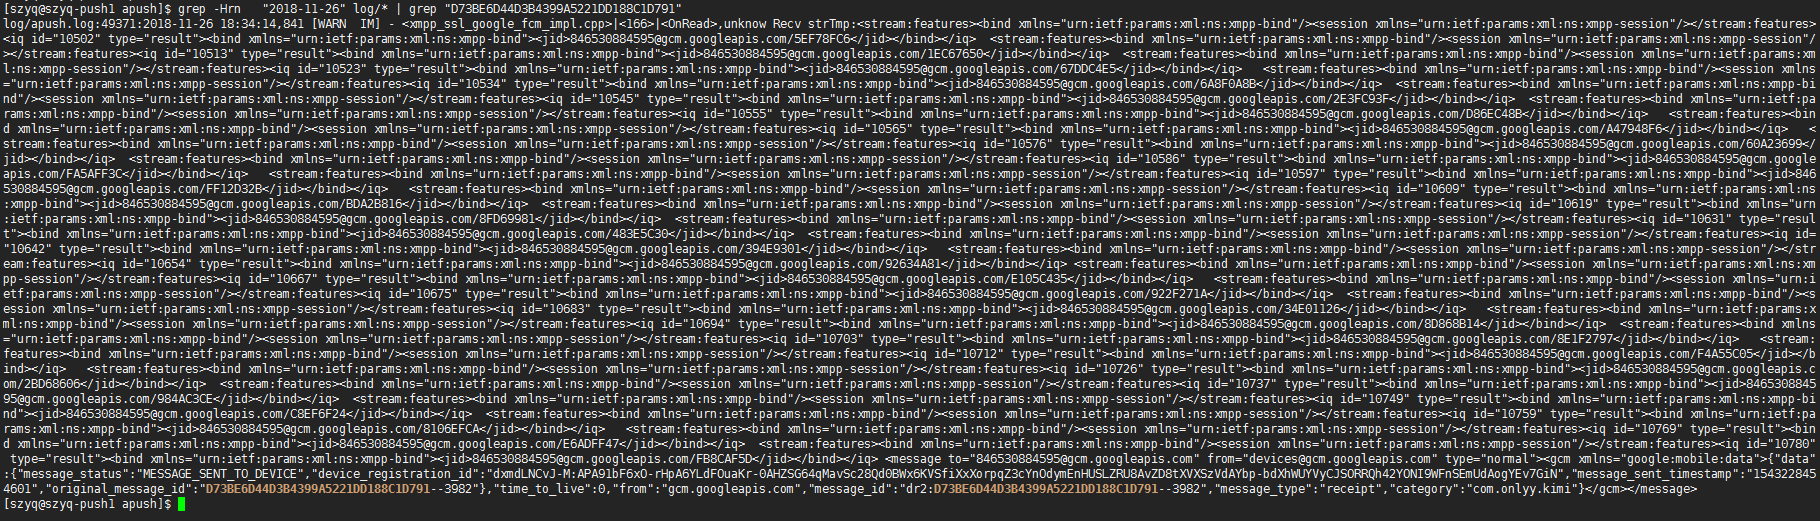 [szyq@szyq-push1 apush]$ grep -Hrn   "2018-11-26" log/* | grep "D73BE6D44D3B4399A5221DD188C1D791"
log/apush.log:49371:2018-11-26 18:34:14,841 [WARN  IM] - <xmpp_ssl_google_fcm_impl.cpp>|<166>|<OnRead>,unknow Recv strTmp:<stream:features><bind xmlns="urn:ietf:params:xml:ns:xmpp-bind"/><session xmlns="urn:ietf:params:xml:ns:xmpp-session"/></stream:features>
<iq id="10502" type="result"><bind xmlns="urn:ietf:params:xml:ns:xmpp-bind"><jid>846530884595@gcm.googleapis.com/5EF78FC6</jid></bind></iq>  <stream:features><bind xmlns="urn:ietf:params:xml:ns:xmpp-bind"/><session xmlns="urn:ietf:params:xml:ns:xmpp-session"/
></stream:features><iq id="10513" type="result"><bind xmlns="urn:ietf:params:xml:ns:xmpp-bind"><jid>846530884595@gcm.googleapis.com/1EC67650</jid></bind></iq>  <stream:features><bind xmlns="urn:ietf:params:xml:ns:xmpp-bind"/><session xmlns="urn:ietf:params:xm
l:ns:xmpp-session"/></stream:features><iq id="10523" type="result"><bind xmlns="urn:ietf:params:xml:ns:xmpp-bind"><jid>846530884595@gcm.googleapis.com/67DDC4E5</jid></bind></iq>   <stream:features><bind xmlns="urn:ietf:params:xml:ns:xmpp-bind"/><session xmln
s="urn:ietf:params:xml:ns:xmpp-session"/></stream:features><iq id="10534" type="result"><bind xmlns="urn:ietf:params:xml:ns:xmpp-bind"><jid>846530884595@gcm.googleapis.com/6A8F0A8B</jid></bind></iq>  <stream:features><bind xmlns="urn:ietf:params:xml:ns:xmpp-bi
nd"/><session xmlns="urn:ietf:params:xml:ns:xmpp-session"/></stream:features><iq id="10545" type="result"><bind xmlns="urn:ietf:params:xml:ns:xmpp-bind"><jid>846530884595@gcm.googleapis.com/2E3FC93F</jid></bind></iq>  <stream:features><bind xmlns="urn:ietf:pa
rams:xml:ns:xmpp-bind"/><session xmlns="urn:ietf:params:xml:ns:xmpp-session"/></stream:features><iq id="10555" type="result"><bind xmlns="urn:ietf:params:xml:ns:xmpp-bind"><jid>846530884595@gcm.googleapis.com/D86EC48B</jid></bind></iq>   <stream:features><bin
d xmlns="urn:ietf:params:xml:ns:xmpp-bind"/><session xmlns="urn:ietf:params:xml:ns:xmpp-session"/></stream:features><iq id="10565" type="result"><bind xmlns="urn:ietf:params:xml:ns:xmpp-bind"><jid>846530884595@gcm.googleapis.com/A47948F6</jid></bind></iq>  <
stream:features><bind xmlns="urn:ietf:params:xml:ns:xmpp-bind"/><session xmlns="urn:ietf:params:xml:ns:xmpp-session"/></stream:features><iq id="10576" type="result"><bind xmlns="urn:ietf:params:xml:ns:xmpp-bind"><jid>846530884595@gcm.googleapis.com/60A23699</
jid></bind></iq>  <stream:features><bind xmlns="urn:ietf:params:xml:ns:xmpp-bind"/><session xmlns="urn:ietf:params:xml:ns:xmpp-session"/></stream:features><iq id="10586" type="result"><bind xmlns="urn:ietf:params:xml:ns:xmpp-bind"><jid>846530884595@gcm.google
apis.com/FA5AFF3C</jid></bind></iq>   <stream:features><bind xmlns="urn:ietf:params:xml:ns:xmpp-bind"/><session xmlns="urn:ietf:params:xml:ns:xmpp-session"/></stream:features><iq id="10597" type="result"><bind xmlns="urn:ietf:params:xml:ns:xmpp-bind"><jid>846
530884595@gcm.googleapis.com/FF12D32B</jid></bind></iq>   <stream:features><bind xmlns="urn:ietf:params:xml:ns:xmpp-bind"/><session xmlns="urn:ietf:params:xml:ns:xmpp-session"/></stream:features><iq id="10609" type="result"><bind xmlns="urn:ietf:params:xml:ns
:xmpp-bind"><jid>846530884595@gcm.googleapis.com/BDA2B816</jid></bind></iq>  <stream:features><bind xmlns="urn:ietf:params:xml:ns:xmpp-bind"/><session xmlns="urn:ietf:params:xml:ns:xmpp-session"/></stream:features><iq id="10619" type="result"><bind xmlns="urn
:ietf:params:xml:ns:xmpp-bind"><jid>846530884595@gcm.googleapis.com/8FD69981</jid></bind></iq>  <stream:features><bind xmlns="urn:ietf:params:xml:ns:xmpp-bind"/><session xmlns="urn:ietf:params:xml:ns:xmpp-session"/></stream:features><iq id="10631" type="resul
t"><bind xmlns="urn:ietf:params:xml:ns:xmpp-bind"><jid>846530884595@gcm.googleapis.com/483E5C30</jid></bind></iq>  <stream:features><bind xmlns="urn:ietf:params:xml:ns:xmpp-bind"/><session xmlns="urn:ietf:params:xml:ns:xmpp-session"/></stream:features><iq id=
"10642" type="result"><bind xmlns="urn:ietf:params:xml:ns:xmpp-bind"><jid>846530884595@gcm.googleapis.com/394E9301</jid></bind></iq>   <stream:features><bind xmlns="urn:ietf:params:xml:ns:xmpp-bind"/><session xmlns="urn:ietf:params:xml:ns:xmpp-session"/></str
eam:features><iq id="10654" type="result"><bind xmlns="urn:ietf:params:xml:ns:xmpp-bind"><jid>846530884595@gcm.googleapis.com/92634A81</jid></bind></iq> <stream:features><bind xmlns="urn:ietf:params:xml:ns:xmpp-bind"/><session xmlns="urn:ietf:params:xml:ns:xm
pp-session"/></stream:features><iq id="10667" type="result"><bind xmlns="urn:ietf:params:xml:ns:xmpp-bind"><jid>846530884595@gcm.googleapis.com/E105C435</jid></bind></iq>   <stream:features><bind xmlns="urn:ietf:params:xml:ns:xmpp-bind"/><session xmlns="urn:i
etf:params:xml:ns:xmpp-session"/></stream:features><iq id="10675" type="result"><bind xmlns="urn:ietf:params:xml:ns:xmpp-bind"><jid>846530884595@gcm.googleapis.com/922F271A</jid></bind></iq>   <stream:features><bind xmlns="urn:ietf:params:xml:ns:xmpp-bind"/><s
ession xmlns="urn:ietf:params:xml:ns:xmpp-session"/></stream:features><iq id="10683" type="result"><bind xmlns="urn:ietf:params:xml:ns:xmpp-bind"><jid>846530884595@gcm.googleapis.com/34E01126</jid></bind></iq>  <stream:features><bind xmlns="urn:ietf:params:x
ml:ns:xmpp-bind"/><session xmlns="urn:ietf:params:xml:ns:xmpp-session"/></stream:features><iq id="10694" type="result"><bind xmlns="urn:ietf:params:xml:ns:xmpp-bind"><jid>846530884595@gcm.googleapis.com/8D868B14</jid></bind></iq>   <stream:features><bind xmlns
="urn:ietf:params:xml:ns:xmpp-bind"/><session xmlns="urn:ietf:params:xml:ns:xmpp-session"/></stream:features><iq id="10703" type="result"><bind xmlns="urn:ietf:params:xml:ns:xmpp-bind"><jid>846530884595@gcm.googleapis.com/8E1F2797</jid></bind></iq>   <stream:
features><bind xmlns="urn:ietf:params:xml:ns:xmpp-bind"/><session xmlns="urn:ietf:params:xml:ns:xmpp-session"/></stream:features><iq id="10712" type="result"><bind xmlns="urn:ietf:params:xml:ns:xmpp-bind"><jid>846530884595@gcm.googleapis.com/F4A55C05</jid></b
ind></iq>   <stream:features><bind xmlns="urn:ietf:params:xml:ns:xmpp-bind"/><session xmlns="urn:ietf:params:xml:ns:xmpp-session"/></stream:features><iq id="10726" type="result"><bind xmlns="urn:ietf:params:xml:ns:xmpp-bind"><jid>846530884595@gcm.googleapis.c
om/2BD68606</jid></bind></iq>  <stream:features><bind xmlns="urn:ietf:params:xml:ns:xmpp-bind"/><session xmlns="urn:ietf:params:xml:ns:xmpp-session"/></stream:features><iq id="10737" type="result"><bind xmlns="urn:ietf:params:xml:ns:xmpp-bind"><jid>8465308845
95@gcm.googleapis.com/984AC3CE</jid></bind></iq>  <stream:features><bind xmlns="urn:ietf:params:xml:ns:xmpp-bind"/><session xmlns="urn:ietf:params:xml:ns:xmpp-session"/></stream:features><iq id="10749" type="result"><bind xmlns="urn:ietf:params:xml:ns:xmpp-bi
nd"><jid>846530884595@gcm.googleapis.com/C8EF6F24</jid></bind></iq>  <stream:features><bind xmlns="urn:ietf:params:xml:ns:xmpp-bind"/><session xmlns="urn:ietf:params:xml:ns:xmpp-session"/></stream:features><iq id="10759" type="result"><bind xmlns="urn:ietf:pa
rams:xml:ns:xmpp-bind"><jid>846530884595@gcm.googleapis.com/8106EFCA</jid></bind></iq>  <stream:features><bind xmlns="urn:ietf:params:xml:ns:xmpp-bind"/><session xmlns="urn:ietf:params:xml:ns:xmpp-session"/></stream:features><iq id="10769" type="result"><bin
d xmlns="urn:ietf:params:xml:ns:xmpp-bind"><jid>846530884595@gcm.googleapis.com/E6ADFF47</jid></bind></iq>  <stream:features><bind xmlns="urn:ietf:params:xml:ns:xmpp-bind"/><session xmlns="urn:ietf:params:xml:ns:xmpp-session"/></stream:features><iq id="10780"
 type="result"><bind xmlns="urn:ietf:params:xml:ns:xmpp-bind"><jid>846530884595@gcm.googleapis.com/FB8CAF5D</jid></bind></iq> <message to="846530884595@gcm.googleapis.com" from="devices@gcm.googleapis.com" type="normal"><gcm xmlns="google:mobile:data">{"data"
:{"message_status":"MESSAGE_SENT_TO_DEVICE","device_registration_id":"dxmdLNCvJ-M:APA91bF6xO-rHpA6YLdFOuaKr-0AHZSG64qMavSc28Qd0BWx6KVSfiXxXorpqZ3cYnOdymEnHUSLZRU8AvZD8tXVXSzVdAYbp-bdXhWUYVyCJSORRQh42YONI9WFnSEmUdAogYEv7GiN","message_sent_timestamp":"154322845
4601","original_message_id":"D73BE6D44D3B4399A5221DD188C1D791--3982"},"time_to_live":0,"from":"gcm.googleapis.com","message_id":"dr2:D73BE6D44D3B4399A5221DD188C1D791--3982","message_type":"receipt","category":"com.onlyy.kimi"}</gcm></message>
[szyq@szyq-push1 apush]$